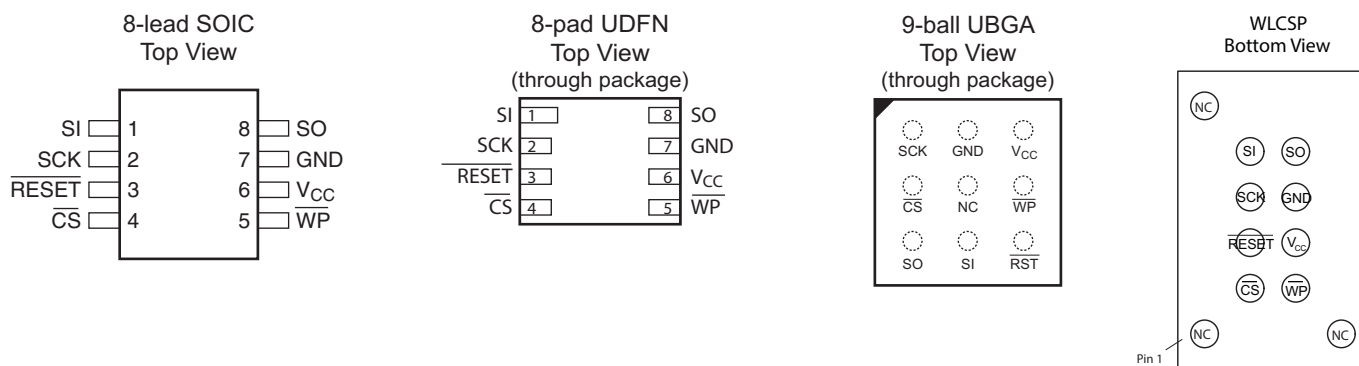 8-lead SOIC
Top View
SI 1 8 SO
SCK 2 7 GND
RESET 3 6 VCC
CS 4 5 WP
8-pad UDFN
Top View
(through package)
SI 1 8 SO
SCK 2 7 GND
RESET 3 6 VCC
CS 4 5 WP
9-ball UBGA
Top View
(through package)
SCK GND VCC
CS NC WP
SO SI RST
WLCSP
Bottom View
NC
SI SO
SCK GND
RESET VCC
CS WP
NC NC
Pin 1